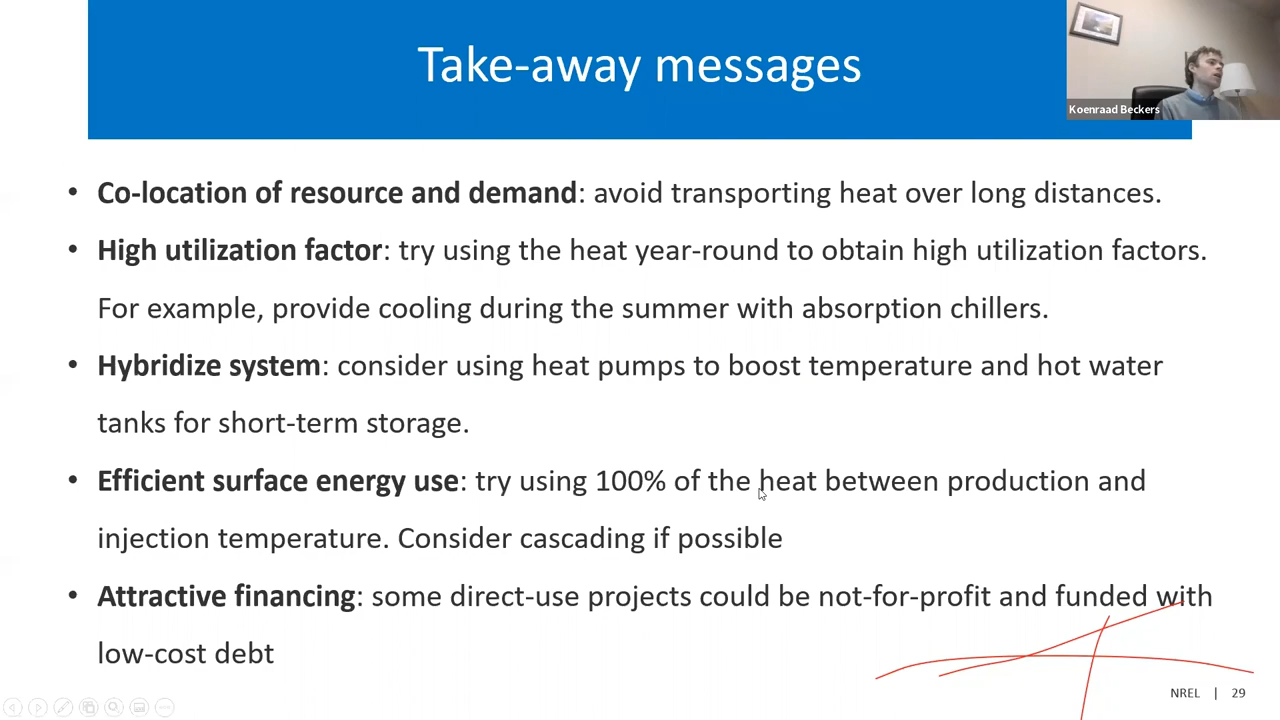 Take-away messages
Koenraad Beckers
• Co-location of resource and demand: avoid transporting heat over long distances.
• High utilization factor: try using the heat year-round to obtain high utilization factors.
For example, provide cooling during the summer with absorption chillers.
• Hybridize system: consider using heat pumps to boost temperature and hot water
tanks for short-term storage.
• Efficient surface energy use: try using 100% of the heat between production and
injection temperature. Consider cascading if possible
• Attractive financing: some direct-use projects could be not-for-profit and funded with
low-cost debt
NREL | 29